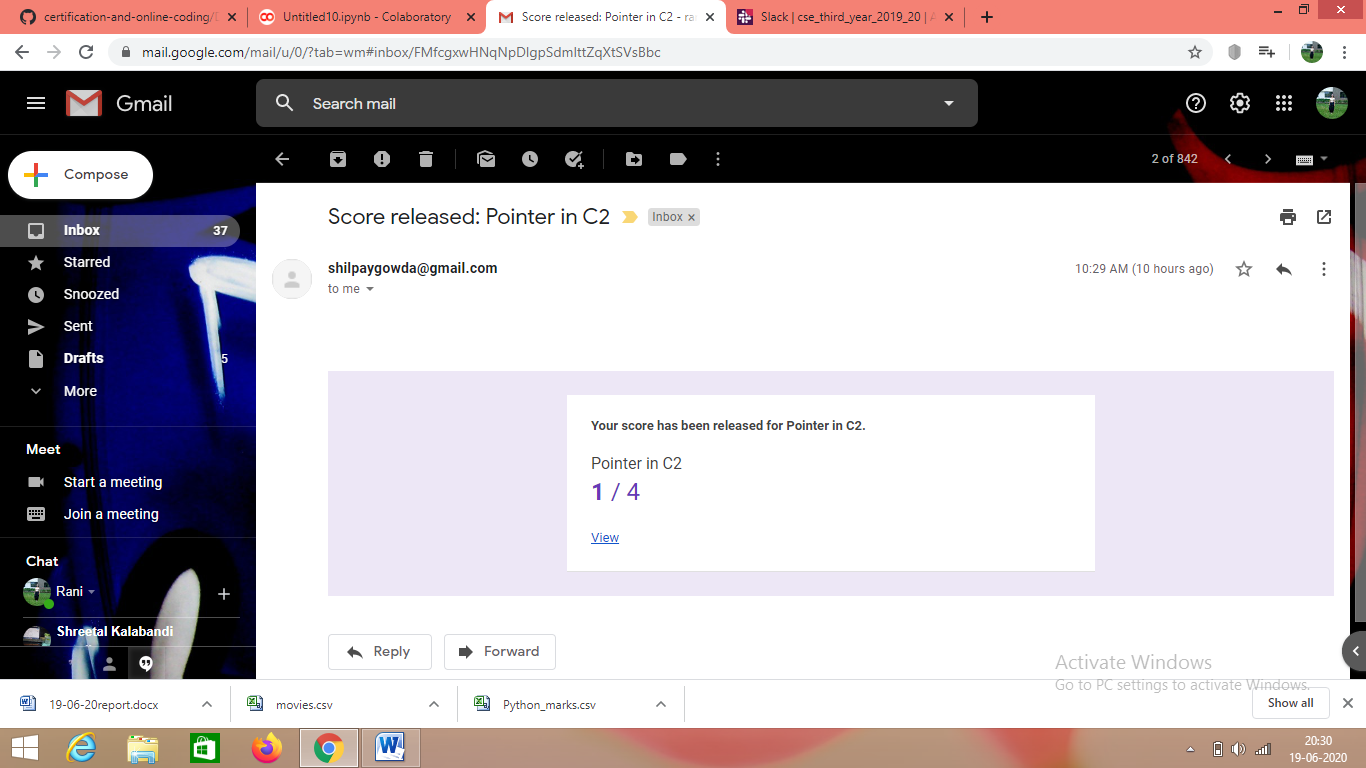 certification-and-online-coding/
Untitled10.ipynb - Colaboratory
Score released: Pointer in C2 - ra
Slack | cse_third_year_2019_20 |
mail.google.com/mail/u/0/?tab=wm#inbox/FMfcgxwHNqNpDlgpSdmlttZqXtSVsBbc
Gmail
Search mail
Compose
2 of 842
Score released: Pointer in C2
Inbox x
Inbox 37
Starred
Snoozed
Sent
Drafts 5
More
shilpaygowda@gmail.com
10:29 AM (10 hours ago)
to me
Your score has been released for Pointer in C2.
Pointer in C2
1 / 4
View
Meet
Start a meeting
Join a meeting
Chat
Rani
Shreetal Kalabandi
Reply
Forward
Activate Windows
Go to PC settings to activate Windows.
19-06-20report.docx
movies.csv
Python_marks.csv
Show all
20:30
19-06-2020